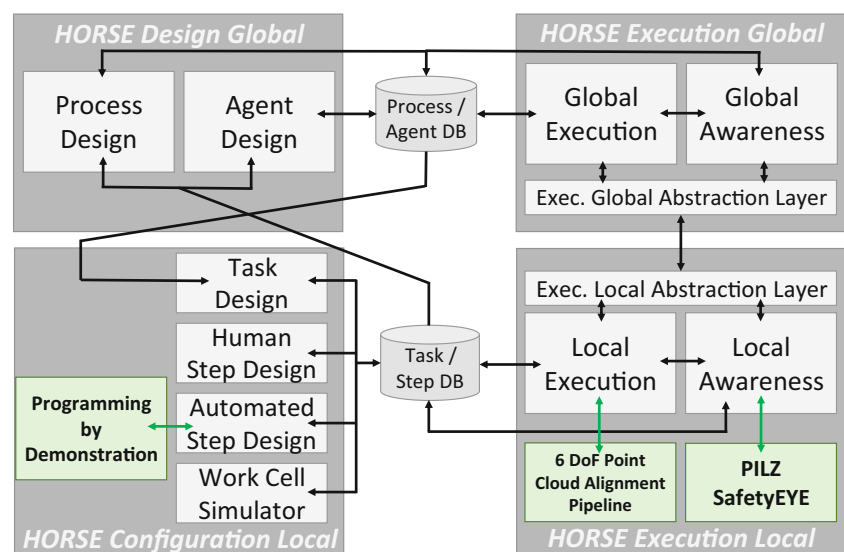 HORSE Design Global
Process
Design
Agent
Design
Process /
Agent DB
HORSE Execution Global
Global
Execution
Global
Awareness
Exec. Global Abstraction Layer
Task
Design
Human
Step Design
Programming
by
Demonstration
Automated
Step Design
Work Cell
Simulator
HORSE Configuration Local
Task /
Step DB
Exec. Local Abstraction Layer
Local
Execution
Local
Awareness
6 DoF Point
Cloud Alignment
Pipeline
PILZ
SafetyEYE
HORSE Execution Local